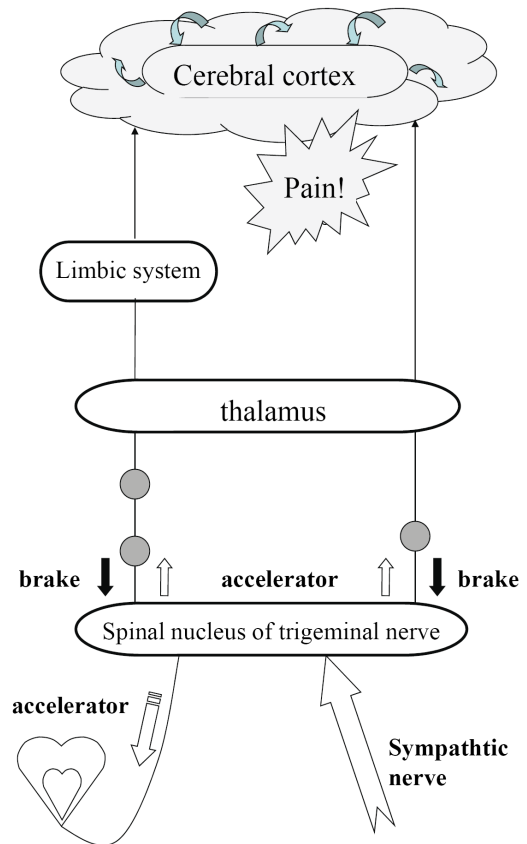 Cerebral cortex
Pain!
Limbic system
thalamus
brake
accelerator
brake
Spinal nucleus of trigeminal nerve
accelerator
Sympathtic
nerve